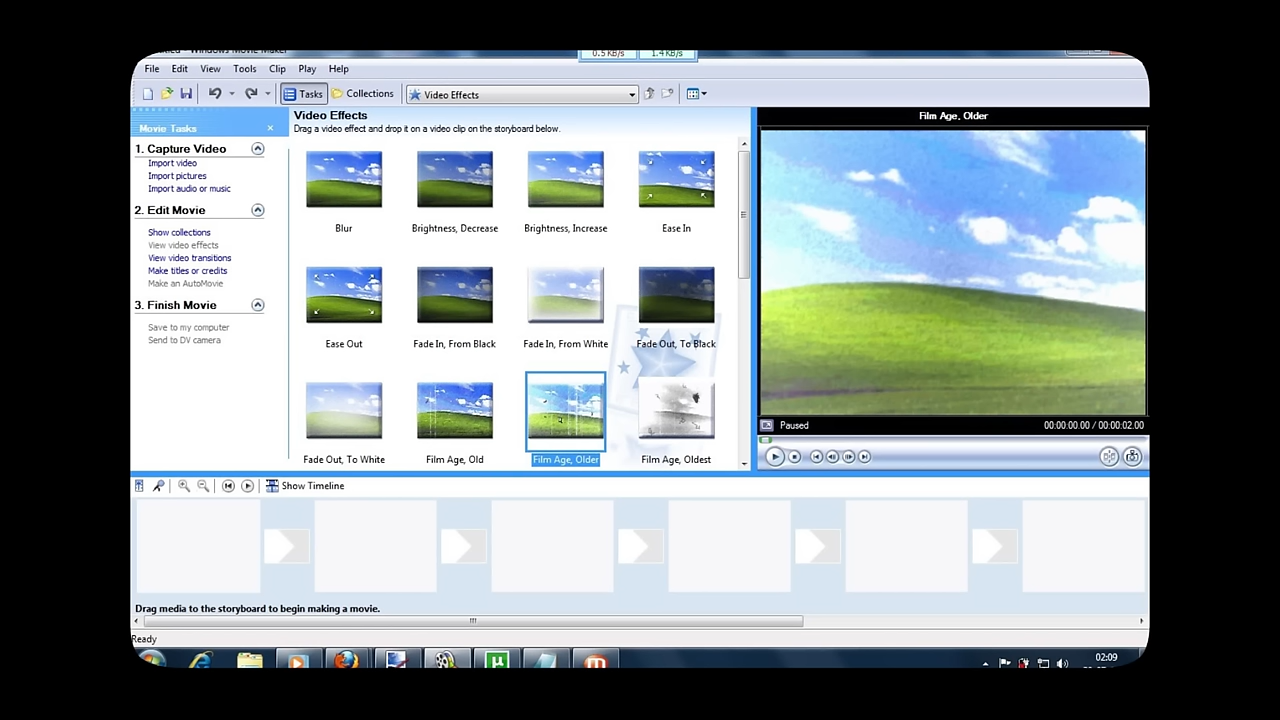 0.5 KB/s 1.4 KB/s
File Edit View Tools Clip Play Help
Tasks Collections Video Effects
Movie Tasks
1. Capture Video
Import video
Import pictures
Import audio or music
2. Edit Movie
Show collections
View video effects
View video transitions
Make titles or credits
Make an AutoMovie
3. Finish Movie
Save to my computer
Send to DV camera
Video Effects
Drag a video effect and drop it on a video clip on the storyboard below.
Blur Brightness, Decrease Brightness, Increase Ease In
Ease Out Fade In, From Black Fade In, From White Fade Out, To Black
Fade Out, To White Film Age, Old Film Age, Older Film Age, Oldest
Film Age, Older
Paused 00:00:00.00 / 00:00:02.00
Show Timeline
Drag media to the storyboard to begin making a movie.
Ready
02:09